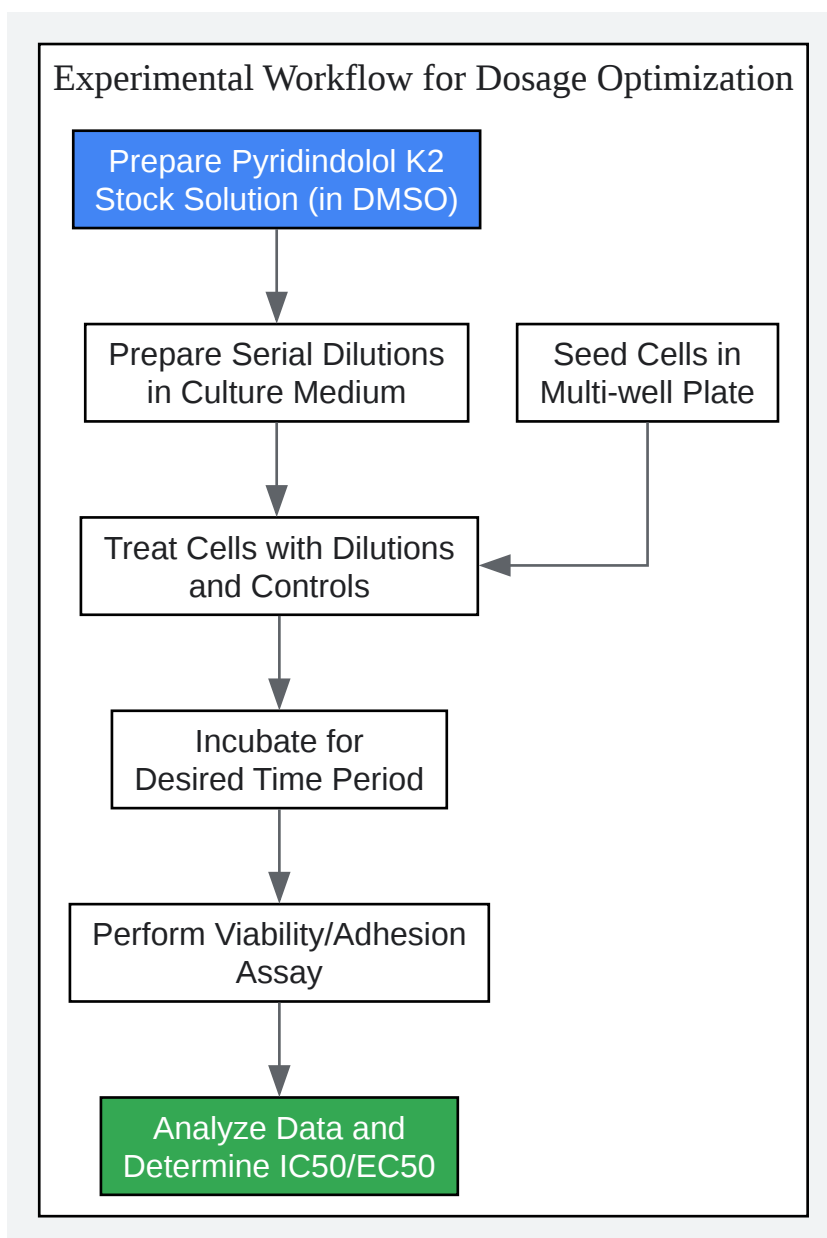 Experimental Workflow for Dosage Optimization
Prepare Pyridindolol K2
Stock Solution (in DMSO)
Prepare Serial Dilutions
in Culture Medium
Seed Cells in
Multi-well Plate
Treat Cells with Dilutions
and Controls
Incubate for
Desired Time Period
Perform Viability/Adhesion
Assay
Analyze Data and
Determine IC50/EC50